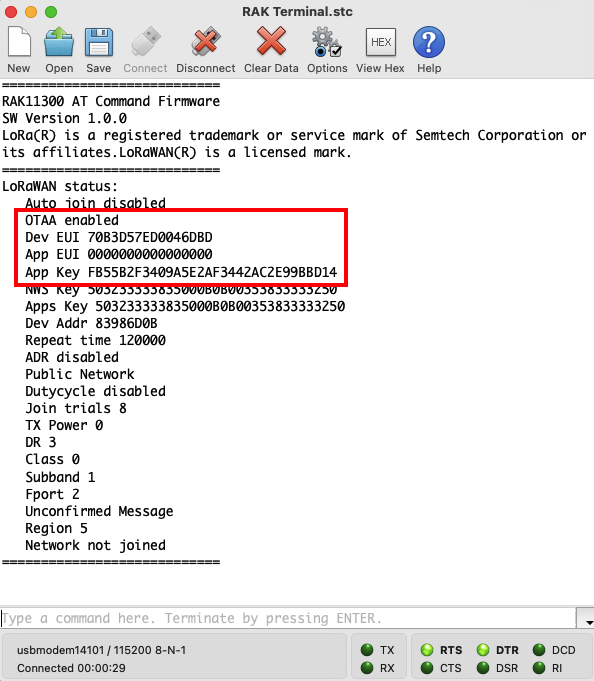 RAK Terminal.stc
New Open Save Connect Disconnect Clear Data Options HEX View Hex Help
============================
RAK11300 AT Command Firmware
SW Version 1.0.0
LoRa(R) is a registered trademark or service mark of Semtech Corporation or
its affiliates.LoRaWAN(R) is a licensed mark.
============================
LoRaWAN status:
Auto join disabled
OTAA enabled
Dev EUI 70B3D57ED0046DBD
App EUI 0000000000000000
App Key FB55B2F3409A5E2AF3442AC2E99BBD14
NWS Key 503233333835000B0B00353833333250
Apps Key 503233333835000B0B00353833333250
Dev Addr 83986D0B
Repeat time 120000
ADR disabled
Public Network
Dutycycle disabled
Join trials 8
TX Power 0
DR 3
Class 0
Subband 1
Fport 2
Unconfirmed Message
Region 5
Network not joined
============================
Type a command here. Terminate by pressing ENTER.
usbmodem14101 / 115200 8-N-1 TX RTS DTR DCD
Connected 00:00:29 RX CTS DSR RI